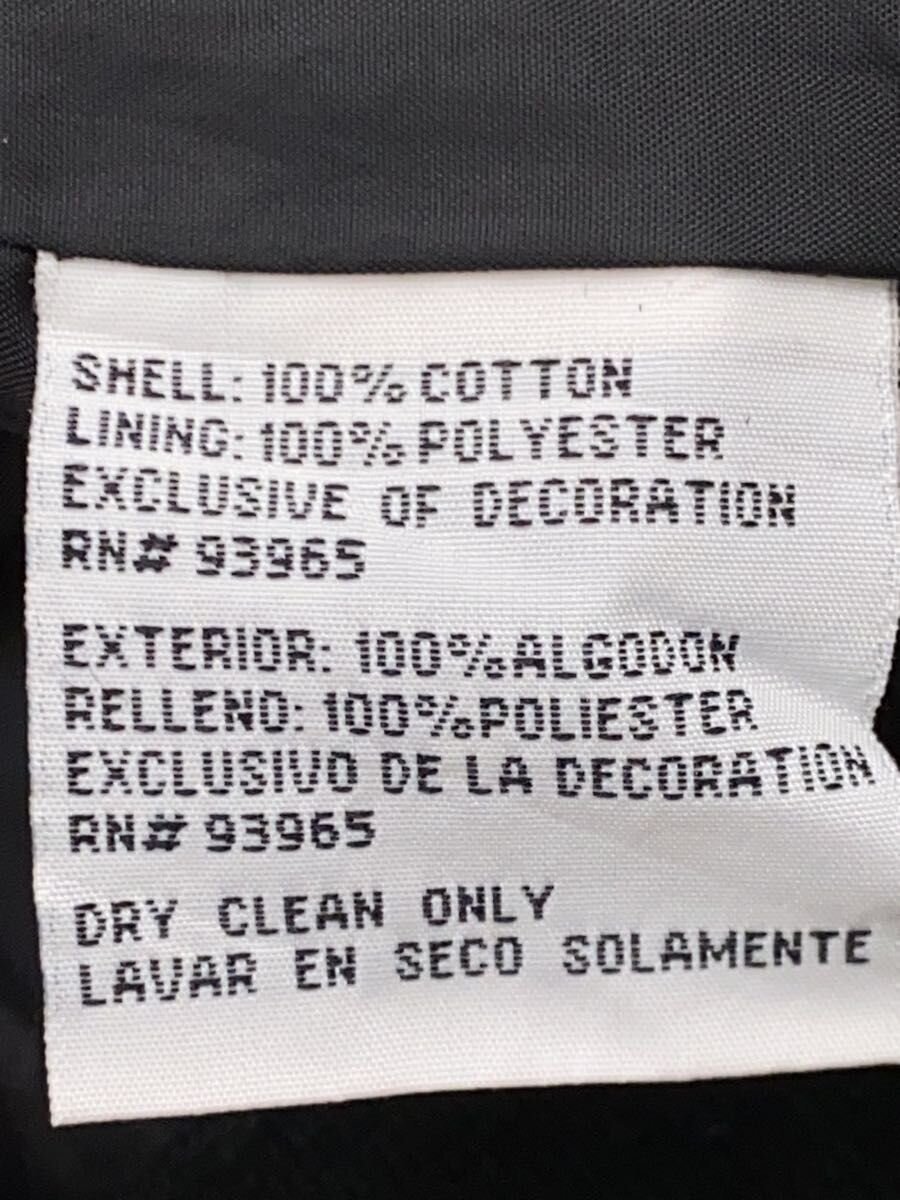 SHELL: 100% COTTON
LINING: 100% POLYESTER
EXCLUSIVE OF DECORATION
RN# 93965
EXTERIOR: 100% ALGODON
RELLENO: 100% POLIESTER
EXCLUSIVO DE LA DECORATION
RN# 93965
DRY CLEAN ONLY
LAVAR EN SECO SOLAMENTE